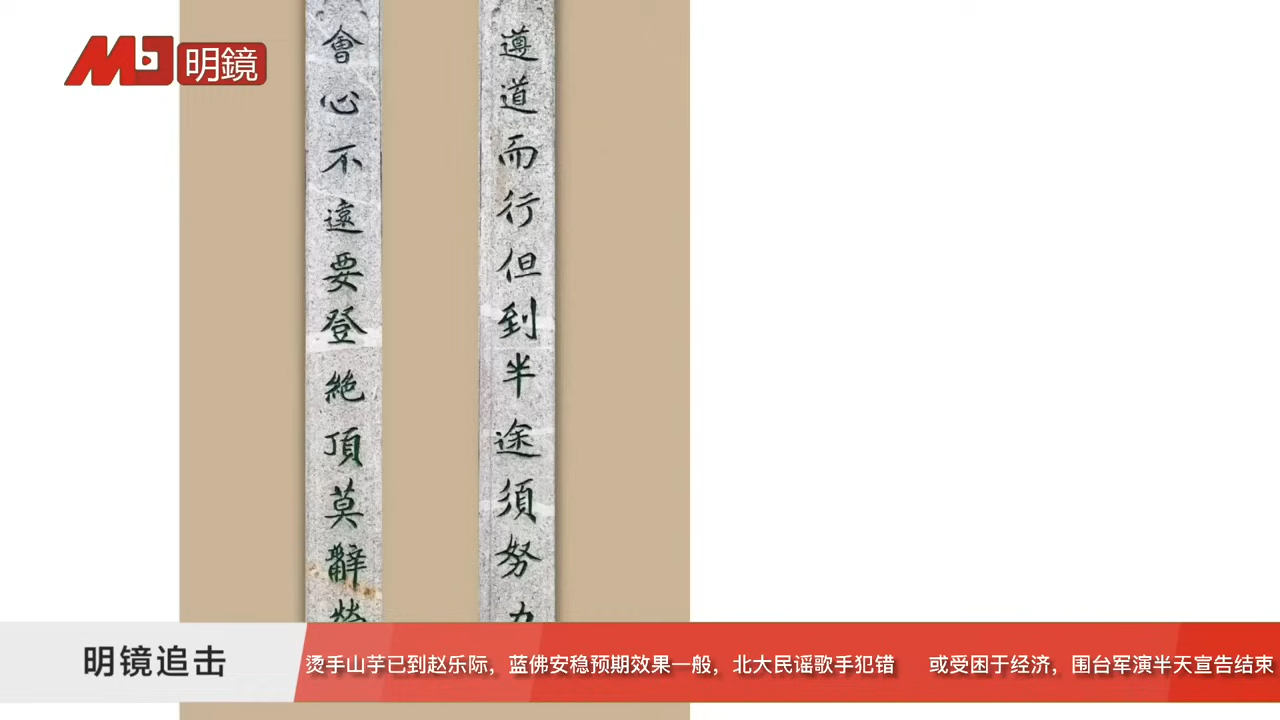 明鏡
遵道而行但到半途須努力
會心不遠要登絕頂莫辭勞
明镜追击
烫手山芋已到赵乐际，蓝佛安稳预期效果一般，北大民谣歌手犯错 或受困于经济，围台军演半天宣告结束